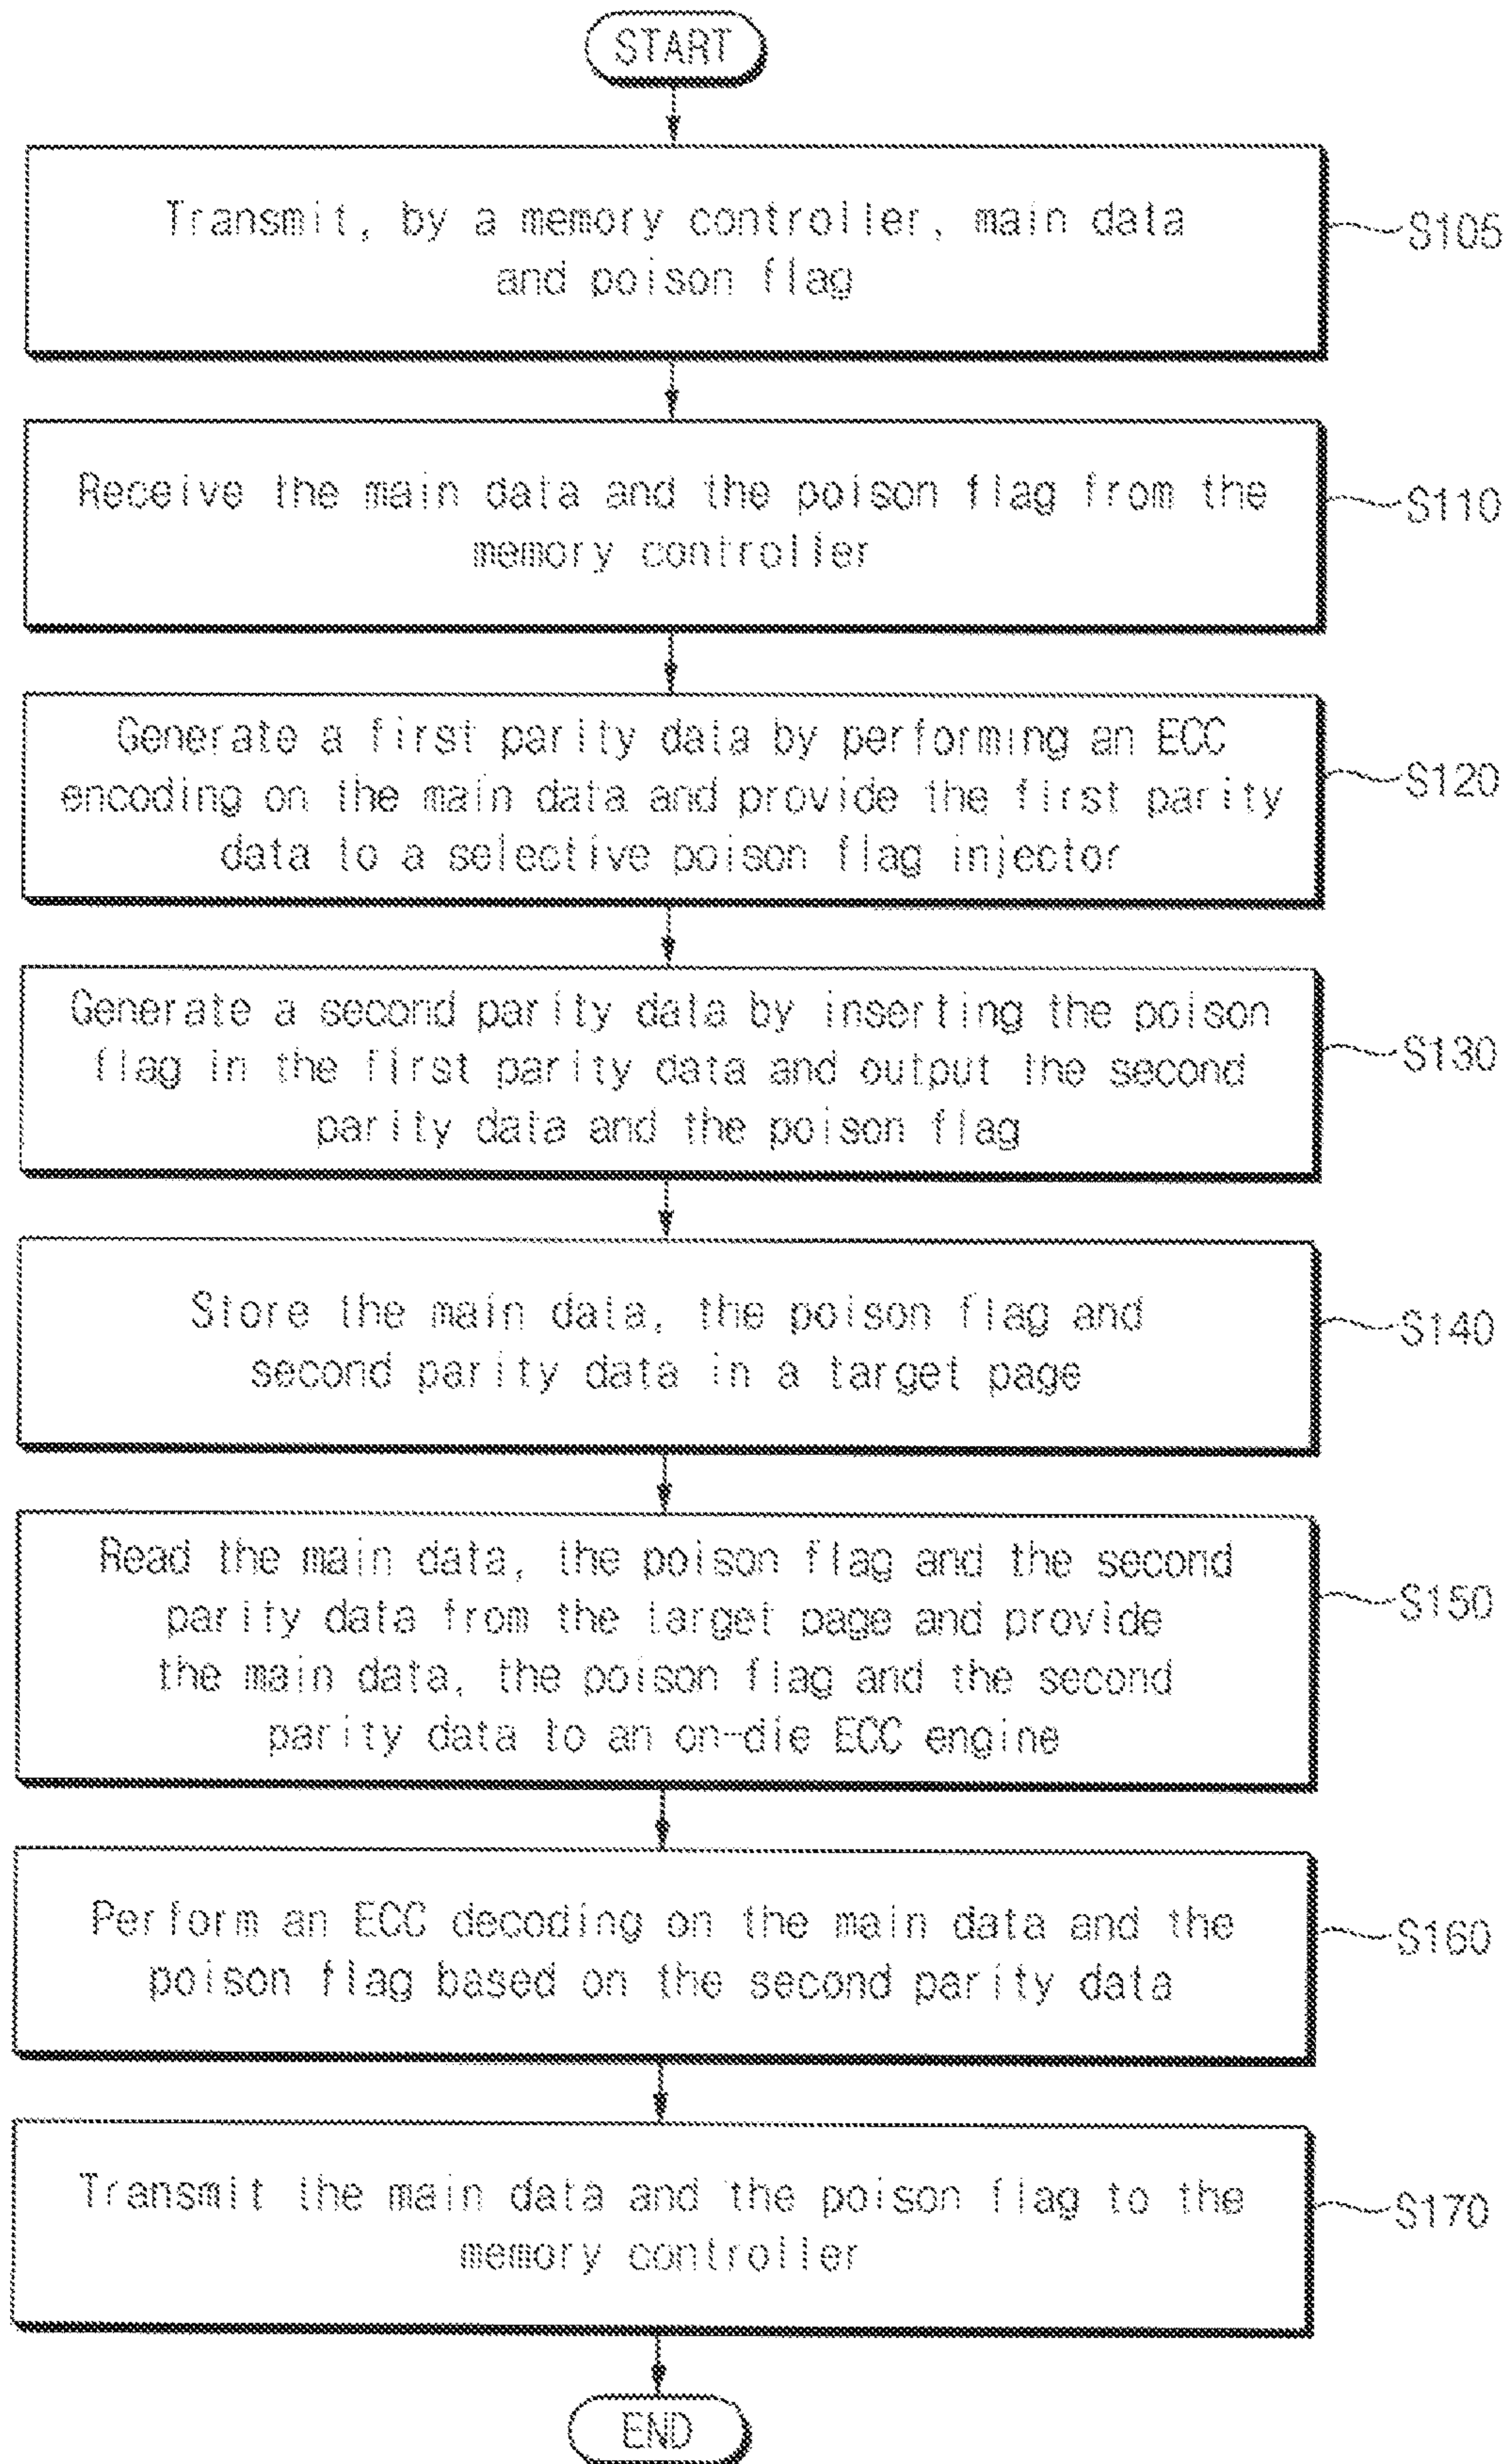 START
Transmit, by a memory controller, main data
and poison flag
S105
Receive the main data and the poison flag from the
memory controller
S110
Generate a first parity data by performing an ECC
encoding on the main data and provide the first parity
data to a selective poison flag injector
S120
Generate a second parity data by inserting the poison
flag in the first parity data and output the second
parity data and the poison flag
S130
Store the main data, the poison flag and
second parity data in a target page
S140
Read the main data, the poison flag and the second
parity data from the target page and provide
the main data, the poison flag and the second
parity data to an on-die ECC engine
S150
Perform an ECC decoding on the main data and the
poison flag based on the second parity data
S160
Transmit the main data and the poison flag to the
memory controller
S170
END